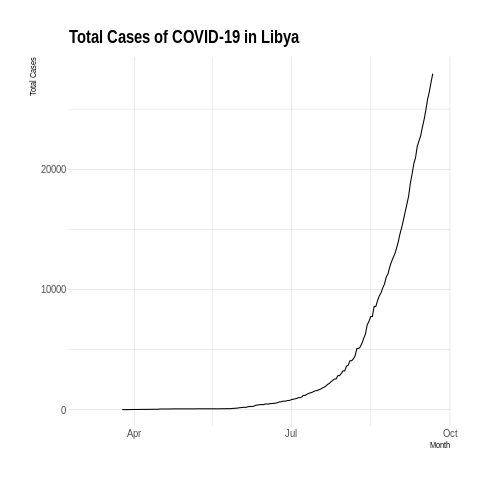 Total Cases of COVID-19 in Libya
Total Cases
20000
10000
0
Apr Jul Oct
Month